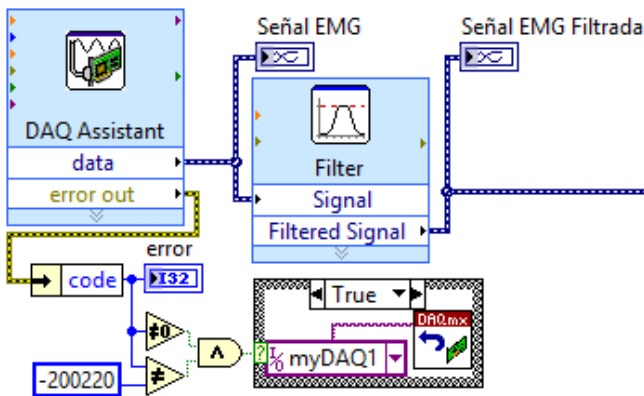 Señal EMG
Señal EMG Filtrada
DAQ Assistant
data
error out
Filter
Signal
Filtered Signal
error
code
I32
True
DAQmx
≠0
∧
?
I/O myDAQ1
≠
-200220